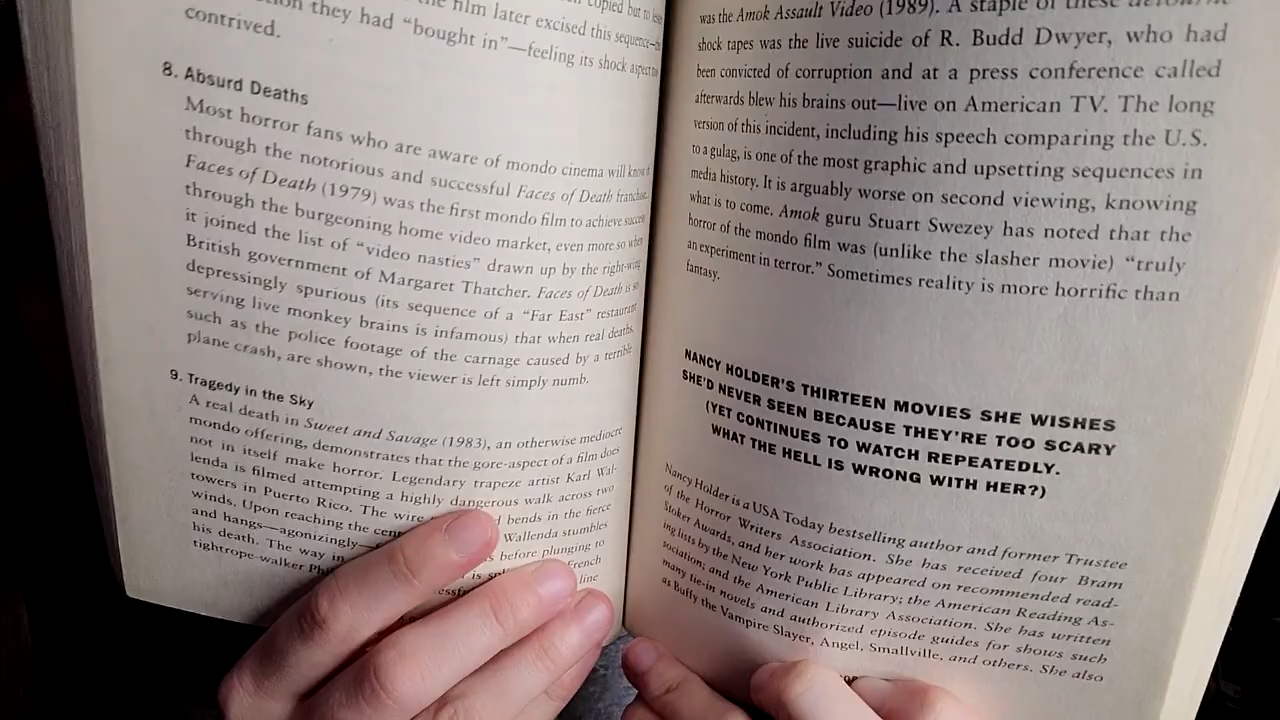 copied but to
the film later excised this sequence—
they had “bought in”—feeling its shock aspect
contrived.
8. Absurd Deaths
Most horror fans who are aware of mondo cinema will know
through the notorious and successful Faces of Death franchise.
Faces of Death (1979) was the first mondo film to achieve success
through the burgeoning home video market, even more so when
it joined the list of “video nasties” drawn up by the right-wing
British government of Margaret Thatcher. Faces of Death is so
depressingly spurious (its sequence of a “Far East” restaurant
serving live monkey brains is infamous) that when real deaths,
such as the police footage of the carnage caused by a terrible
plane crash, are shown, the viewer is left simply numb.
9. Tragedy in the Sky
A real death in Sweet and Savage (1983), an otherwise mediocre
mondo offering, demonstrates that the gore-aspect of a film does
not in itself make horror. Legendary trapeze artist Karl Wal-
lenda is filmed attempting a highly dangerous walk across two
towers in Puerto Rico. The wire bends in the fierce
winds. Upon reaching the Wallenda stumbles
and hangs—agonizingly— before plunging to
his death. The way in is French
tightrope-walker line
was the Amok Assault Video (1989). A staple of these
shock tapes was the live suicide of R. Budd Dwyer, who had
been convicted of corruption and at a press conference called
afterwards blew his brains out—live on American TV. The long
version of this incident, including his speech comparing the U.S.
to a gulag, is one of the most graphic and upsetting sequences in
media history. It is arguably worse on second viewing, knowing
what is to come. Amok guru Stuart Swezey has noted that the
horror of the mondo film was (unlike the slasher movie) “truly
an experiment in terror.” Sometimes reality is more horrific than
fantasy.
NANCY HOLDER'S THIRTEEN MOVIES SHE WISHES
SHE'D NEVER SEEN BECAUSE THEY'RE TOO SCARY
(YET CONTINUES TO WATCH REPEATEDLY.
WHAT THE HELL IS WRONG WITH HER?)
Nancy Holder is a USA Today bestselling author and former Trustee
of the Horror Writers Association. She has received four Bram
Stoker Awards, and her work has appeared on recommended read-
ing lists by the New York Public Library; the American Reading As-
sociation; and the American Library Association. She has written
many tie-in novels and authorized episode guides for shows such
as Buffy the Vampire Slayer, Angel, Smallville, and others. She also